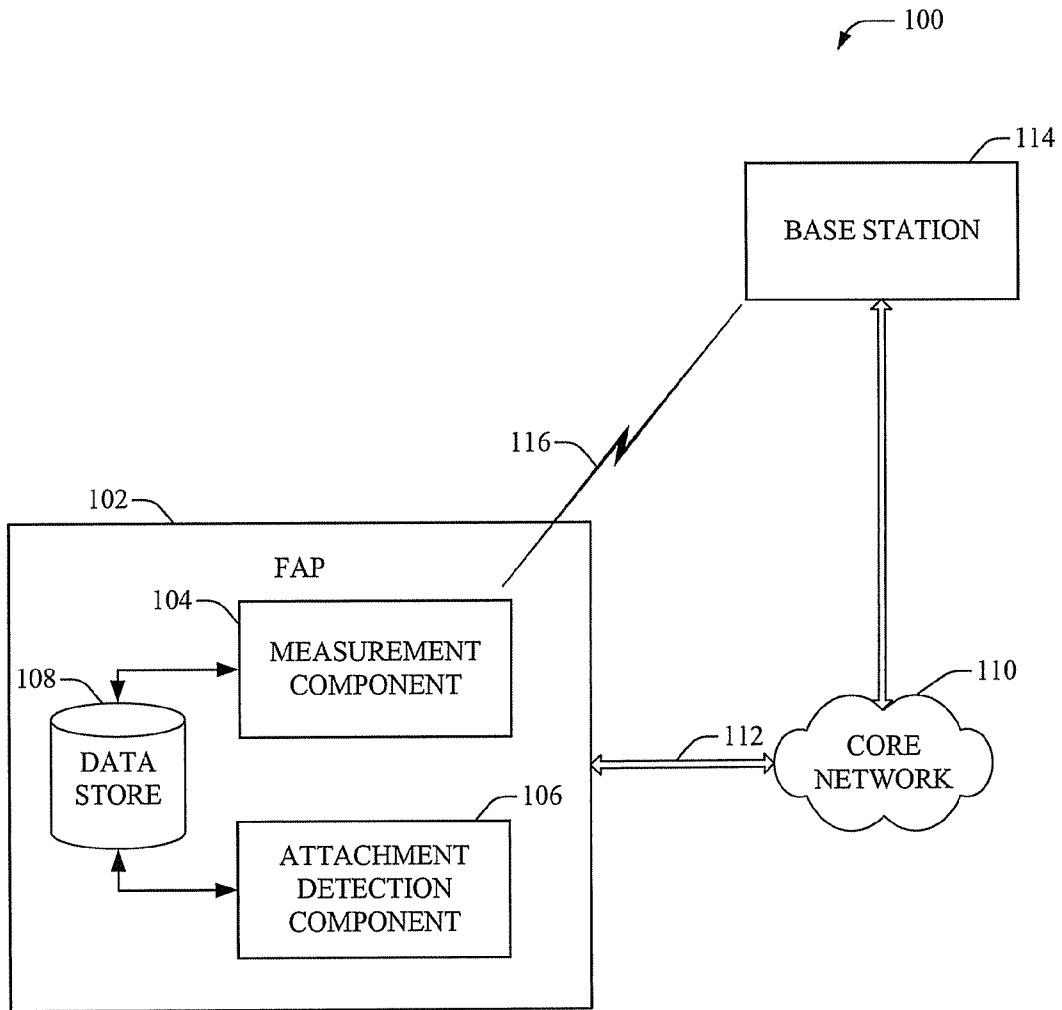 100
114
BASE STATION
116
102
FAP
104
MEASUREMENT
COMPONENT
108
DATA
STORE
110
112
CORE
NETWORK
106
ATTACHMENT
DETECTION
COMPONENT